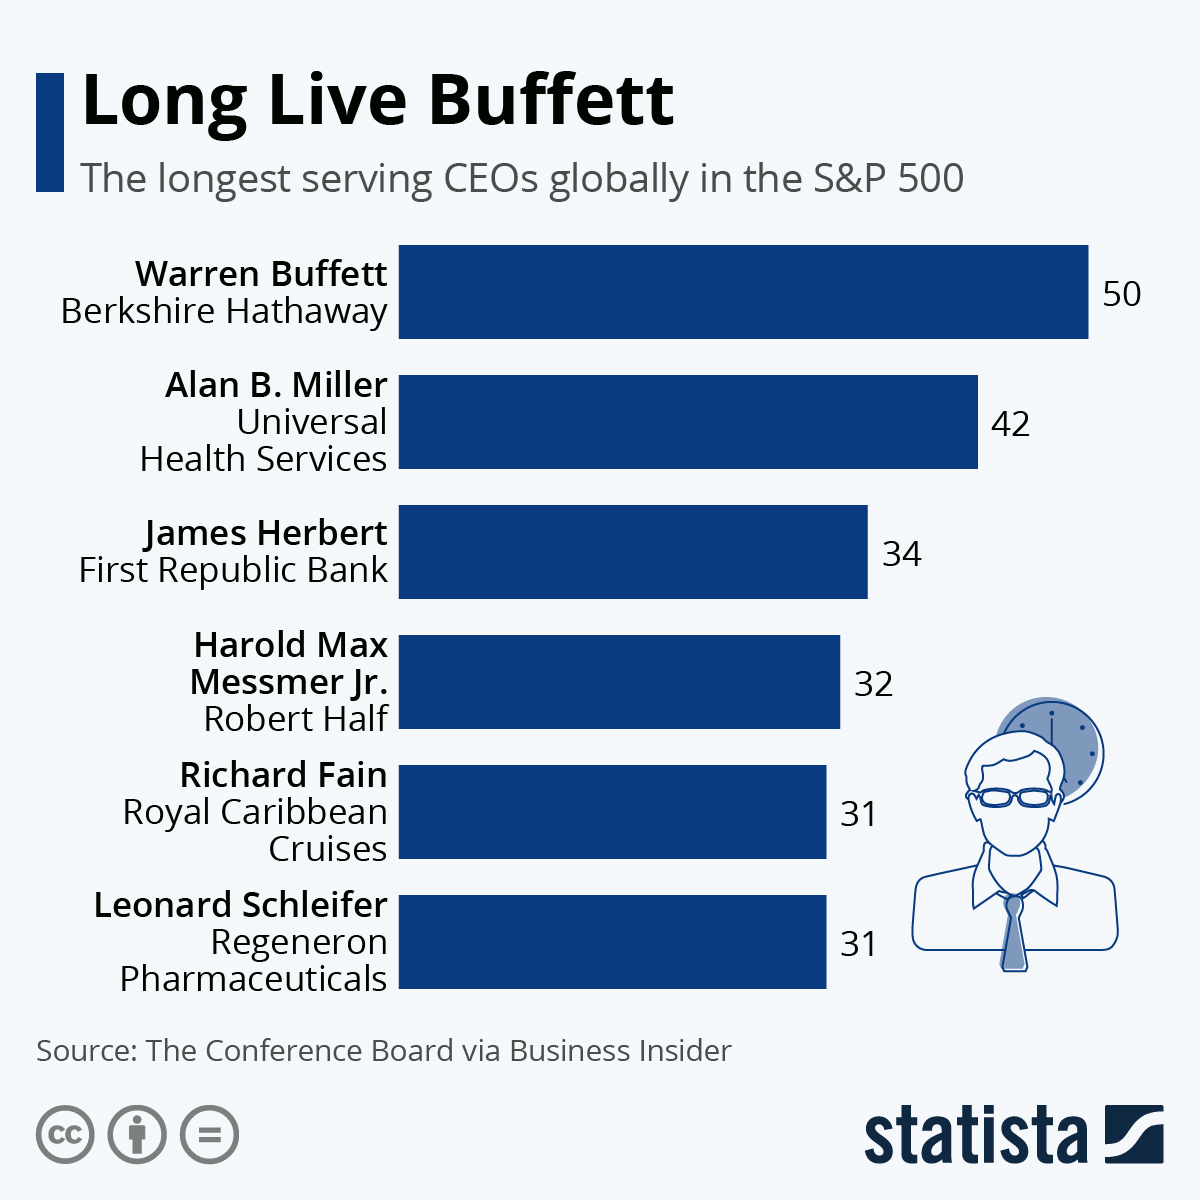 Long Live Buffett
The longest serving CEOs globally in the S&P 500
Warren Buffett
Berkshire Hathaway
50
Alan B. Miller
Universal
Health Services
42
James Herbert
First Republic Bank
34
Harold Max
Messmer Jr.
Robert Half
32
Richard Fain
Royal Caribbean
Cruises
31
Leonard Schleifer
Regeneron
Pharmaceuticals
31
Source: The Conference Board via Business Insider
cc
statista